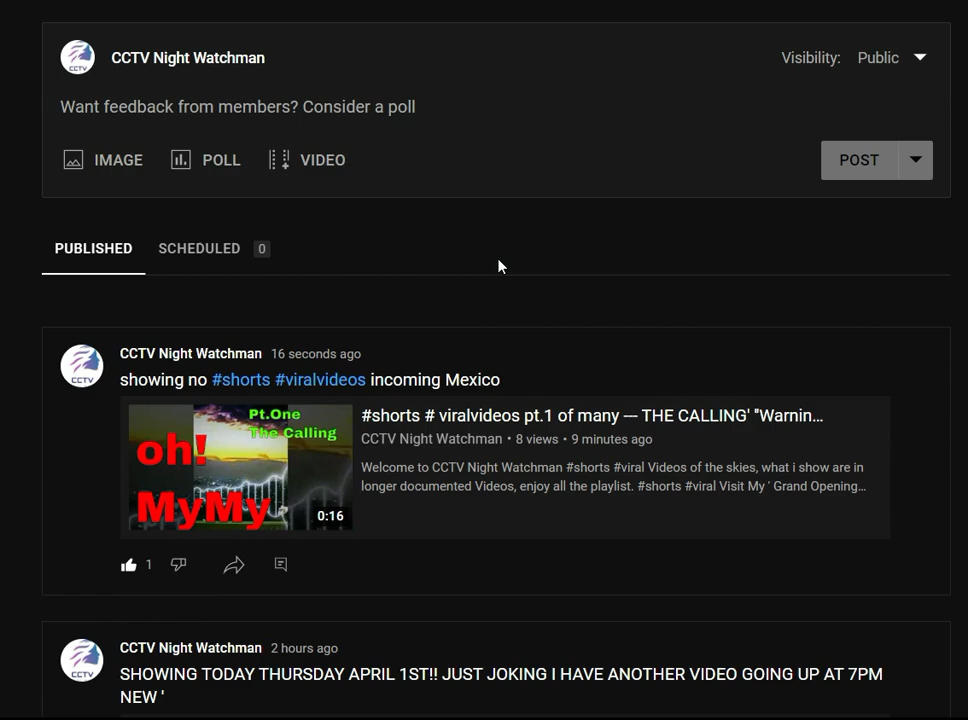 CCTV
CCTV Night Watchman
Visibility: Public
Want feedback from members? Consider a poll
IMAGE POLL VIDEO
POST
PUBLISHED SCHEDULED 0
CCTV
CCTV Night Watchman 16 seconds ago
showing no #shorts #viralvideos incoming Mexico
Pt.One
The Calling
oh!
MyMy
0:16
#shorts # viralvideos pt.1 of many --- THE CALLING' "Warnin...
CCTV Night Watchman • 8 views • 9 minutes ago
Welcome to CCTV Night Watchman #shorts #viral Videos of the skies, what i show are in
longer documented Videos, enjoy all the playlist. #shorts #viral Visit My ' Grand Opening...
1
CCTV
CCTV Night Watchman 2 hours ago
SHOWING TODAY THURSDAY APRIL 1ST!! JUST JOKING I HAVE ANOTHER VIDEO GOING UP AT 7PM
NEW '